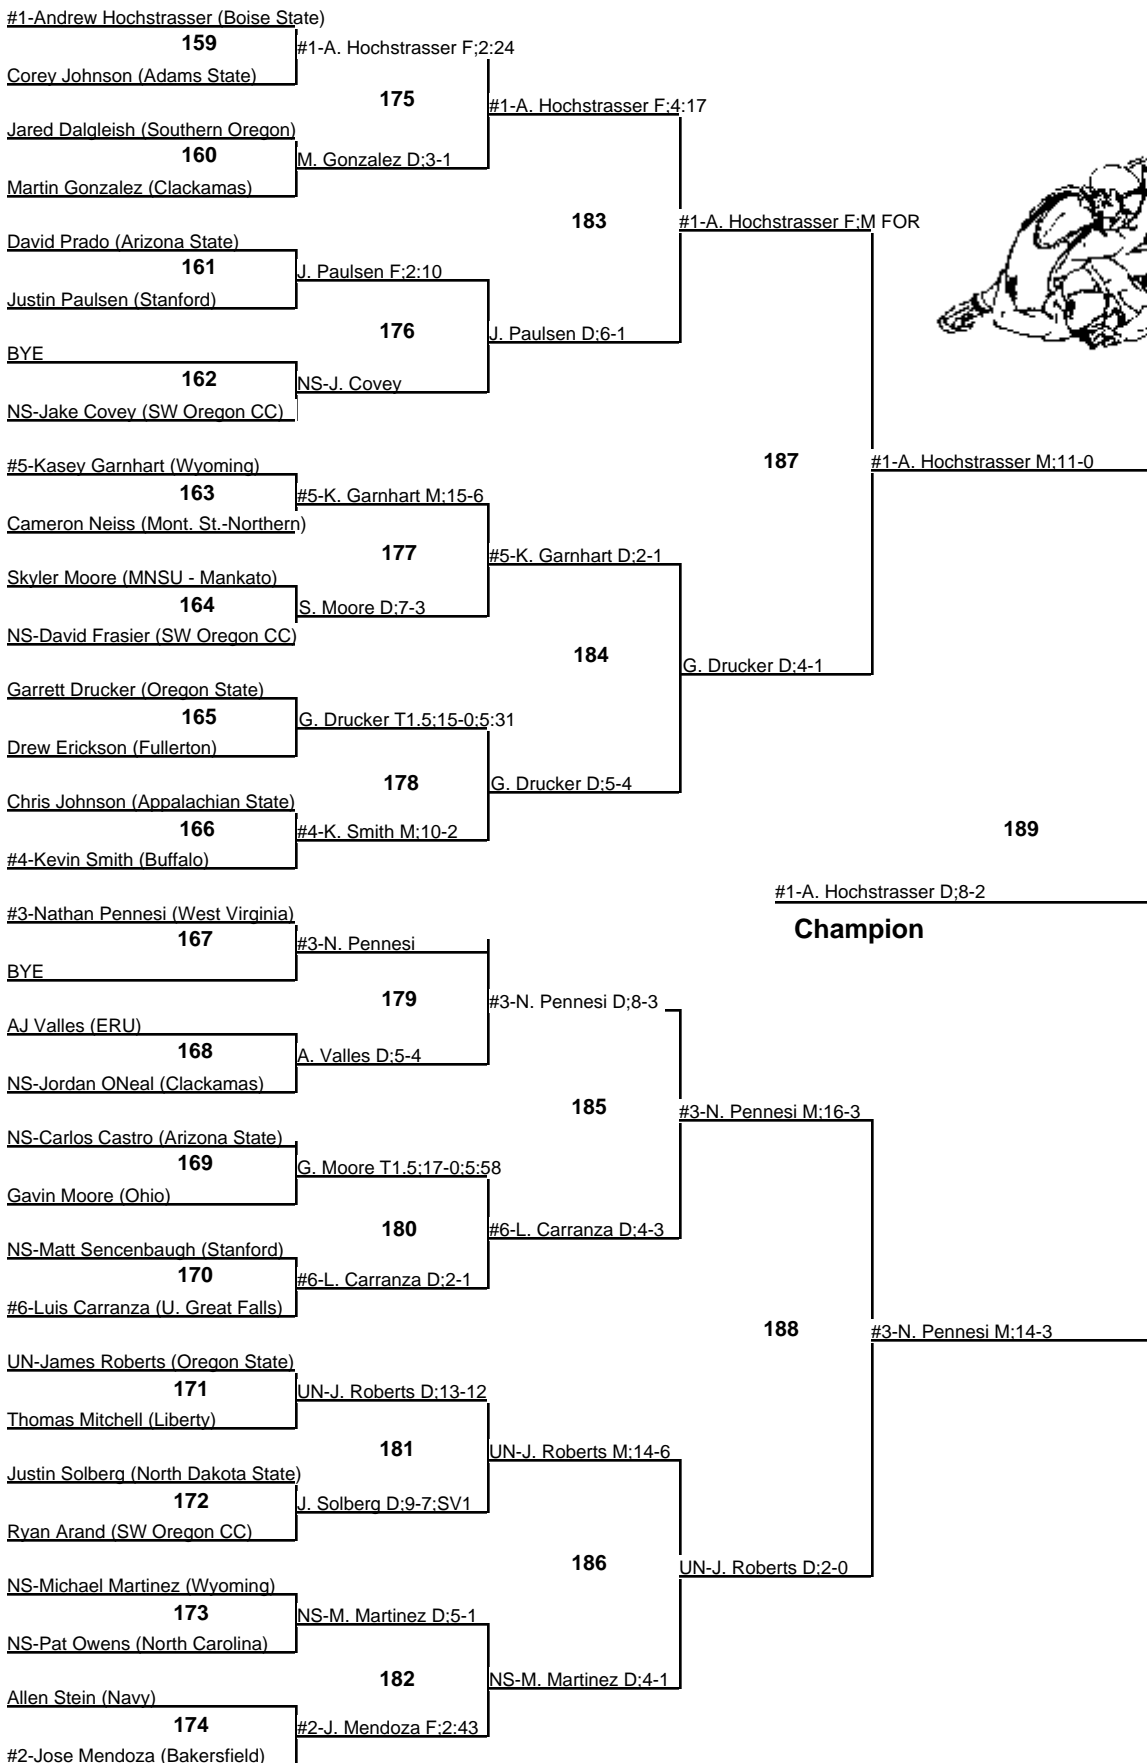 #1-Andrew Hochstrasser (Boise State)
159
#1-A. Hochstrasser F;2:24
Corey Johnson (Adams State)
175
#1-A. Hochstrasser F;4:17
Jared Dalgleish (Southern Oregon)
160
M. Gonzalez D;3-1
Martin Gonzalez (Clackamas)
183
#1-A. Hochstrasser F;M FOR
David Prado (Arizona State)
161
J. Paulsen F;2:10
Justin Paulsen (Stanford)
176
J. Paulsen D;6-1
BYE
162
NS-J. Covey
NS-Jake Covey (SW Oregon CC)
187
#1-A. Hochstrasser M;11-0
#5-Kasey Garnhart (Wyoming)
163
#5-K. Garnhart M;15-6
Cameron Neiss (Mont. St.-Northern)
177
#5-K. Garnhart D;2-1
Skyler Moore (MNSU - Mankato)
164
S. Moore D;7-3
NS-David Frasier (SW Oregon CC)
184
G. Drucker D;4-1
Garrett Drucker (Oregon State)
165
G. Drucker T1.5;15-0;5:31
Drew Erickson (Fullerton)
178
G. Drucker D;5-4
Chris Johnson (Appalachian State)
166
#4-K. Smith M;10-2
#4-Kevin Smith (Buffalo)
189
#1-A. Hochstrasser D;8-2
Champion
#3-Nathan Pennesi (West Virginia)
167
#3-N. Pennesi
BYE
179
#3-N. Pennesi D;8-3
AJ Valles (ERU)
168
A. Valles D;5-4
NS-Jordan ONeal (Clackamas)
185
#3-N. Pennesi M;16-3
NS-Carlos Castro (Arizona State)
169
G. Moore T1.5;17-0;5:58
Gavin Moore (Ohio)
180
#6-L. Carranza D;4-3
NS-Matt Sencenbaugh (Stanford)
170
#6-L. Carranza D;2-1
#6-Luis Carranza (U. Great Falls)
188
#3-N. Pennesi M;14-3
UN-James Roberts (Oregon State)
171
UN-J. Roberts D;13-12
Thomas Mitchell (Liberty)
181
UN-J. Roberts M;14-6
Justin Solberg (North Dakota State)
172
J. Solberg D;9-7;SV1
Ryan Arand (SW Oregon CC)
186
UN-J. Roberts D;2-0
NS-Michael Martinez (Wyoming)
173
NS-M. Martinez D;5-1
NS-Pat Owens (North Carolina)
182
NS-M. Martinez D;4-1
Allen Stein (Navy)
174
#2-J. Mendoza F;2:43
#2-Jose Mendoza (Bakersfield)